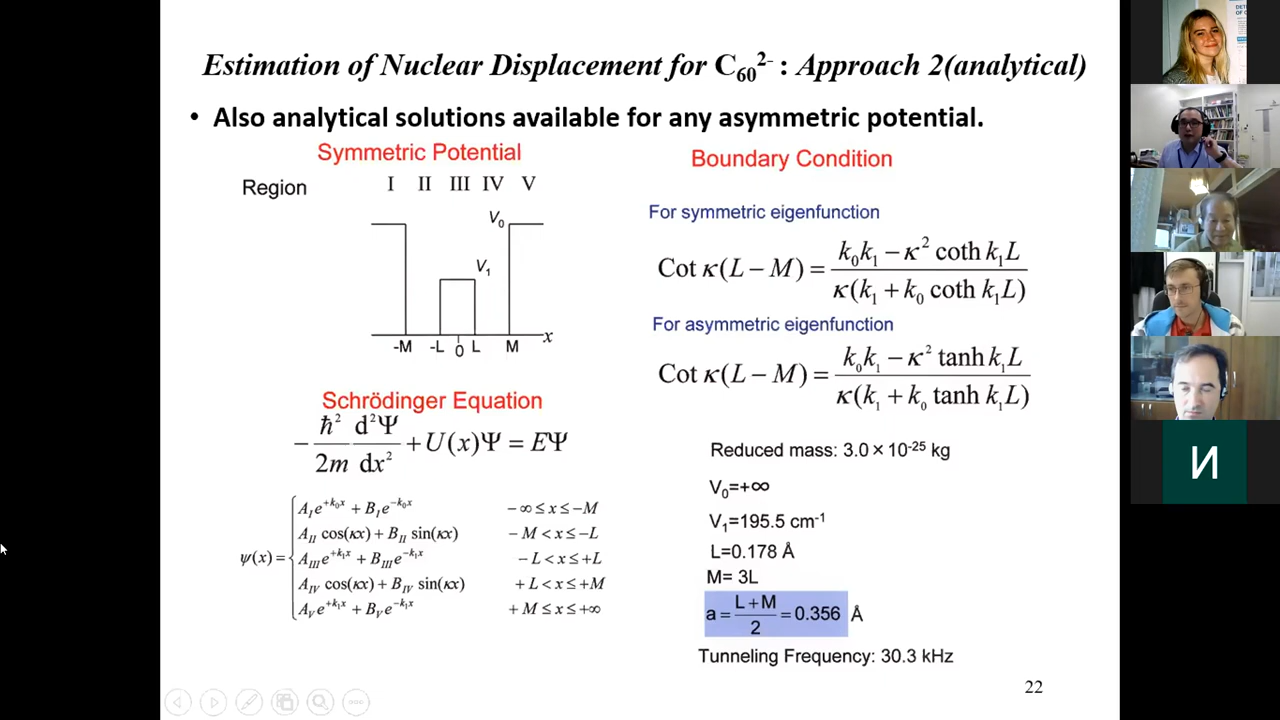 Estimation of Nuclear Displacement for C₆₀²⁻ : Approach 2(analytical)
• Also analytical solutions available for any asymmetric potential.
Symmetric Potential
Region I II III IV V
V₀
V₁
-M -L 0 L M x
Schrödinger Equation
-ħ²/2m d²Ψ/dx² + U(x)Ψ = EΨ
ψ(x) =
A_I e^{+k₀x} + B_I e^{-k₀x} -∞ ≤ x ≤ -M
A_II cos(κx) + B_II sin(κx) -M < x ≤ -L
A_III e^{+k₁x} + B_III e^{-k₁x} -L < x ≤ +L
A_IV cos(κx) + B_IV sin(κx) +L < x ≤ +M
A_V e^{+k₁x} + B_V e^{-k₁x} +M ≤ x ≤ +∞
Boundary Condition
For symmetric eigenfunction
Cot κ(L – M) = (k₀k₁ – κ² coth k₁L) / (κ(k₁ + k₀ coth k₁L))
For asymmetric eigenfunction
Cot κ(L – M) = (k₀k₁ – κ² tanh k₁L) / (κ(k₁ + k₀ tanh k₁L))
Reduced mass: 3.0 × 10⁻²⁵ kg
V₀=+∞
V₁=195.5 cm⁻¹
L=0.178 Å
M= 3L
a = (L+M)/2 = 0.356 Å
Tunneling Frequency: 30.3 kHz
22
И